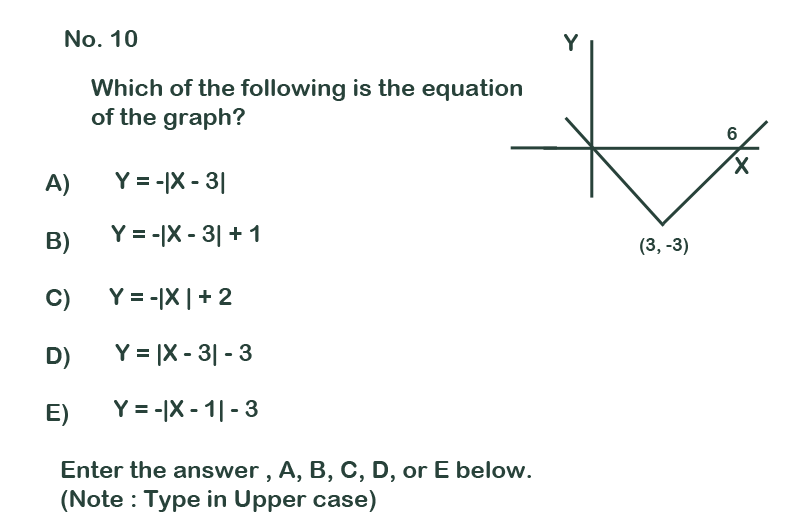 No. 10
Which of the following is the equation
of the graph?
A) Y = -|X - 3|
B) Y = -|X - 3| + 1
C) Y = -|X | + 2
D) Y = |X - 3| - 3
E) Y = -|X - 1| - 3
Y
6
X
(3, -3)
Enter the answer , A, B, C, D, or E below.
(Note : Type in Upper case)